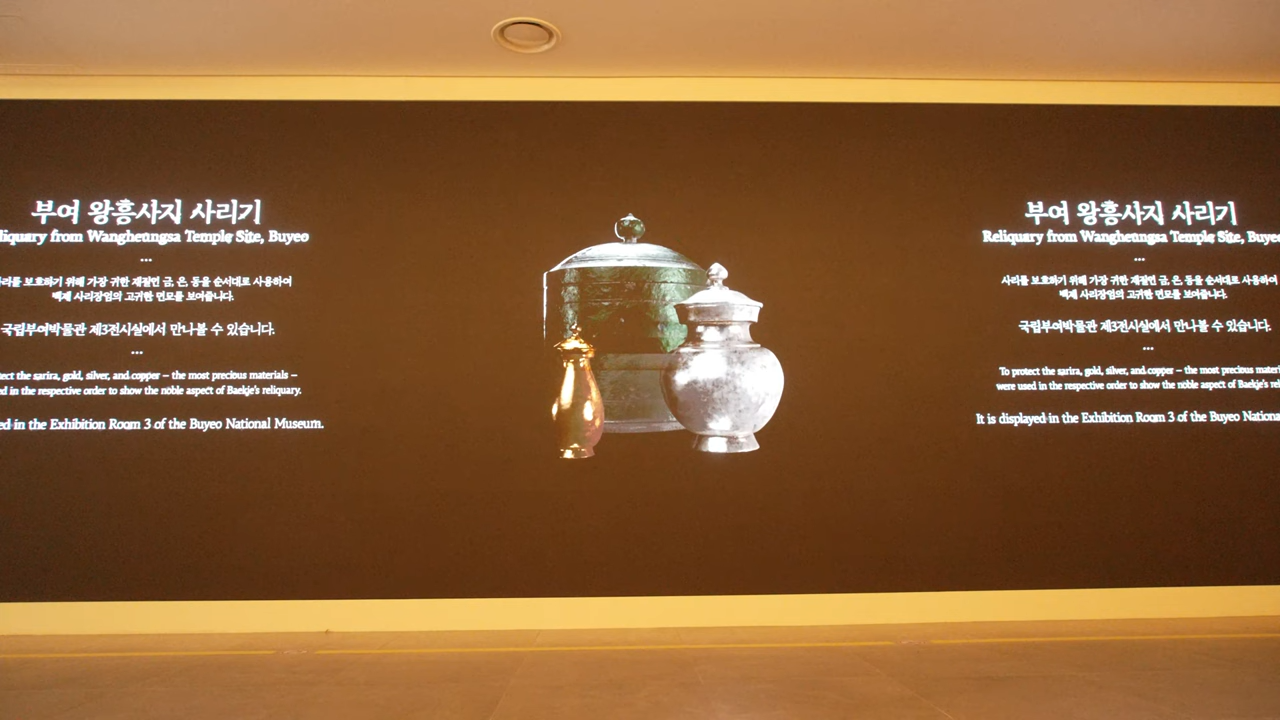 부여 왕흥사지 사리기
eliquary from Wangheungsa Temple Site, Buyeo
사리를 보호하기 위해 가장 귀한 재질인 금, 은, 동을 순서대로 사용하여
백제 사리장엄의 고귀한 면모를 보여줍니다.
국립부여박물관 제3전시실에서 만나볼 수 있습니다.
ect the sarira, gold, silver, and copper – the most precious materials –
ed in the respective order to show the noble aspect of Baekje's reliquary.
ed in the Exhibition Room 3 of the Buyeo National Museum.
부여 왕흥사지 사리기
Reliquary from Wangheungsa Temple Site, Buyeo
사리를 보호하기 위해 가장 귀한 재질인 금, 은, 동을 순서대로 사용하여
백제 사리장엄의 고귀한 면모를 보여줍니다.
국립부여박물관 제3전시실에서 만나볼 수 있습니다.
To protect the sarira, gold, silver, and copper – the most precious materi
were used in the respective order to show the noble aspect of Baekje's rel
It is displayed in the Exhibition Room 3 of the Buyeo Nationa